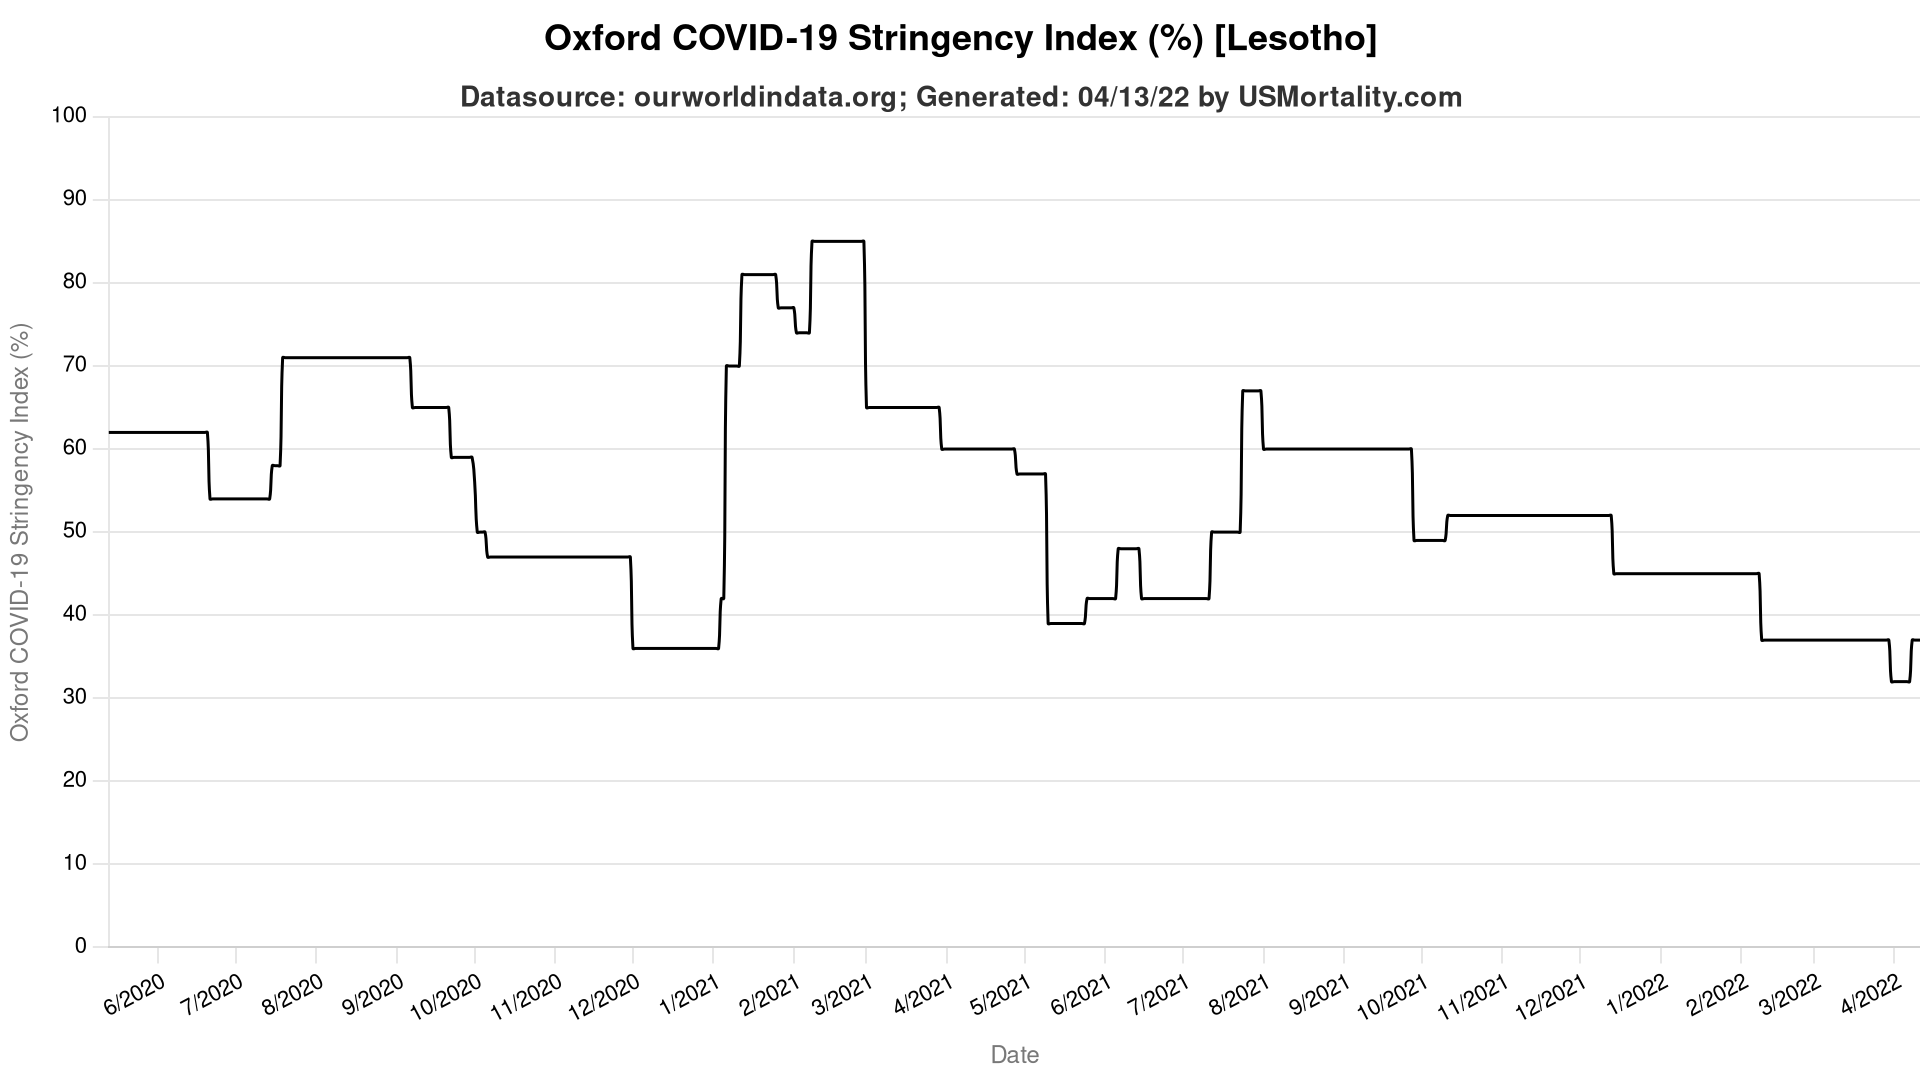 Oxford COVID-19 Stringency Index (%) [Lesotho]
Datasource: ourworldindata.org; Generated: 04/13/22 by USMortality.com
Oxford COVID-19 Stringency Index (%)
100
90
80
70
60
50
40
30
20
10
0
6/2020 7/2020 8/2020 9/2020 10/2020 11/2020 12/2020 1/2021 2/2021 3/2021 4/2021 5/2021 6/2021 7/2021 8/2021 9/2021 10/2021 11/2021 12/2021 1/2022 2/2022 3/2022 4/2022
Date